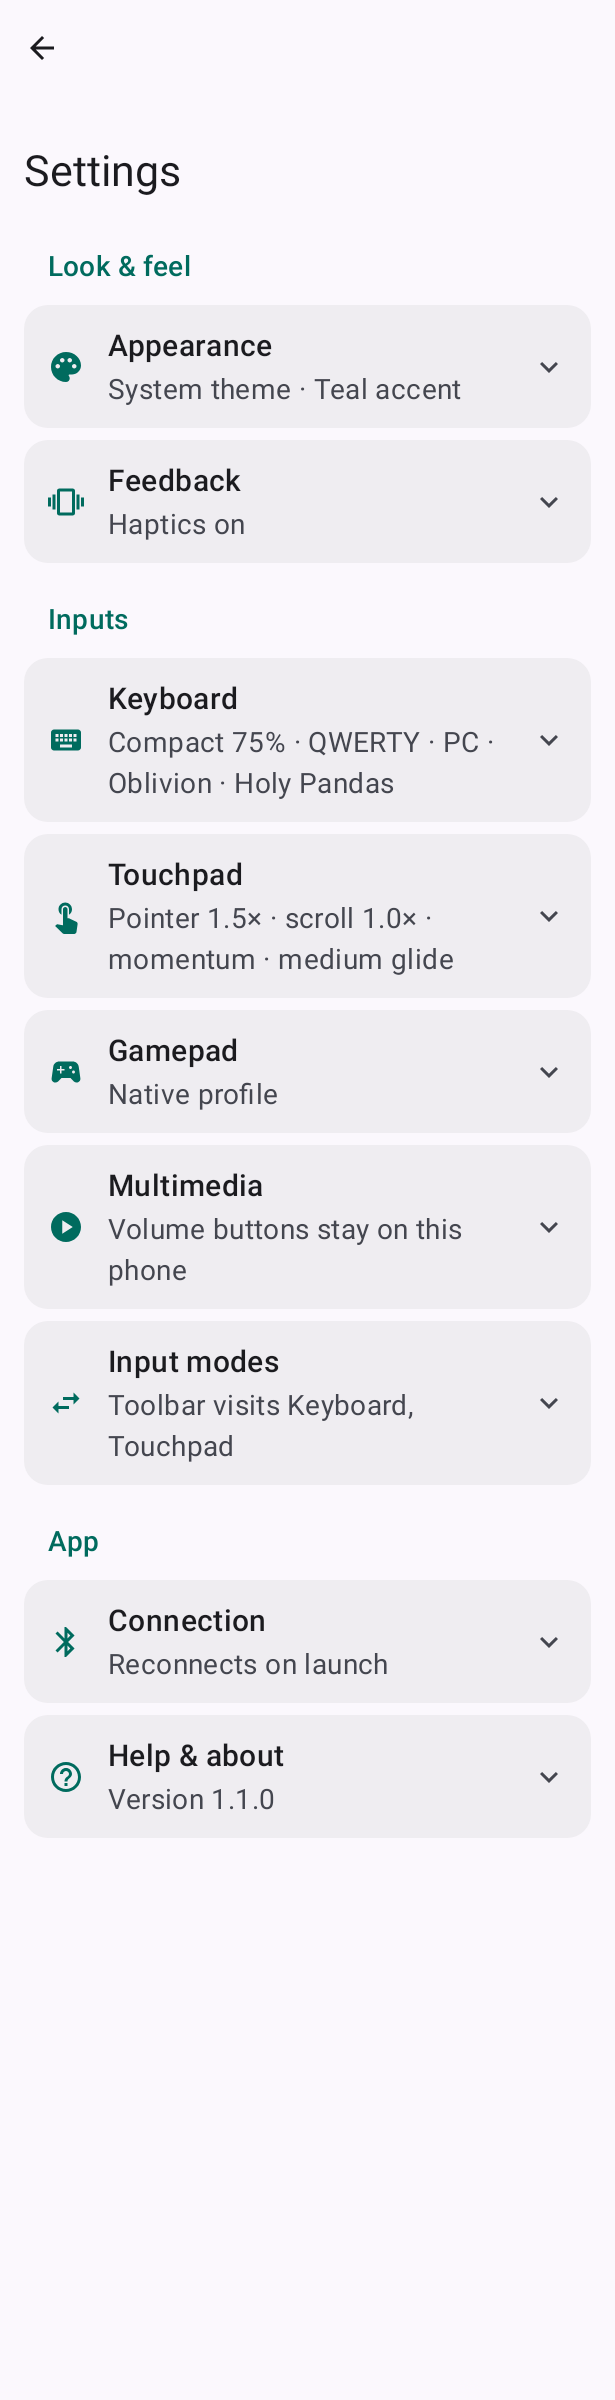 Settings
Look & feel
Appearance
System theme · Teal accent
Feedback
Haptics on
Inputs
Keyboard
Compact 75% · QWERTY · PC ·
Oblivion · Holy Pandas
Touchpad
Pointer 1.5× · scroll 1.0× ·
momentum · medium glide
Gamepad
Native profile
Multimedia
Volume buttons stay on this
phone
Input modes
Toolbar visits Keyboard,
Touchpad
App
Connection
Reconnects on launch
Help & about
Version 1.1.0